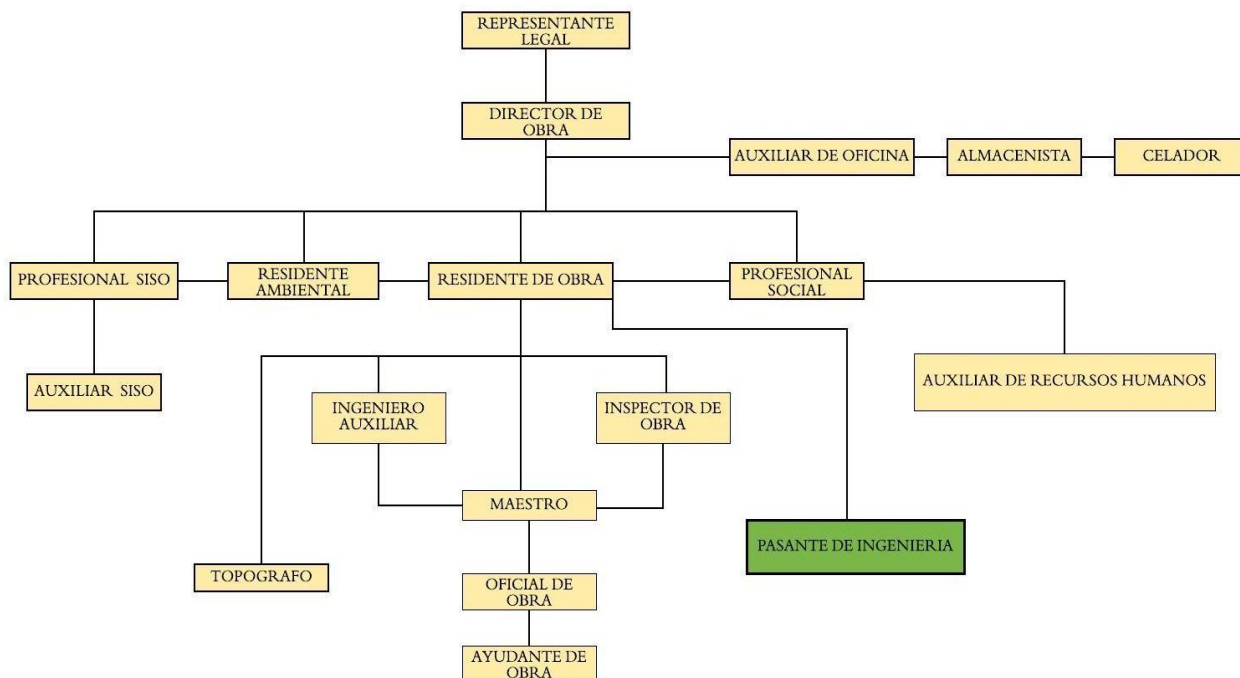 REPRESENTANTE
LEGAL
DIRECTOR DE
OBRA
AUXILIAR DE OFICINA
ALMACENISTA
CELADOR
PROFESIONAL SISO
RESIDENTE
AMBIENTAL
RESIDENTE DE OBRA
PROFESIONAL
SOCIAL
AUXILIAR SISO
INGENIERO
AUXILIAR
INSPECTOR DE
OBRA
AUXILIAR DE RECURSOS HUMANOS
MAESTRO
PASANTE DE INGENIERIA
TOPOGRAFO
OFICIAL DE
OBRA
AYUDANTE DE
OBRA